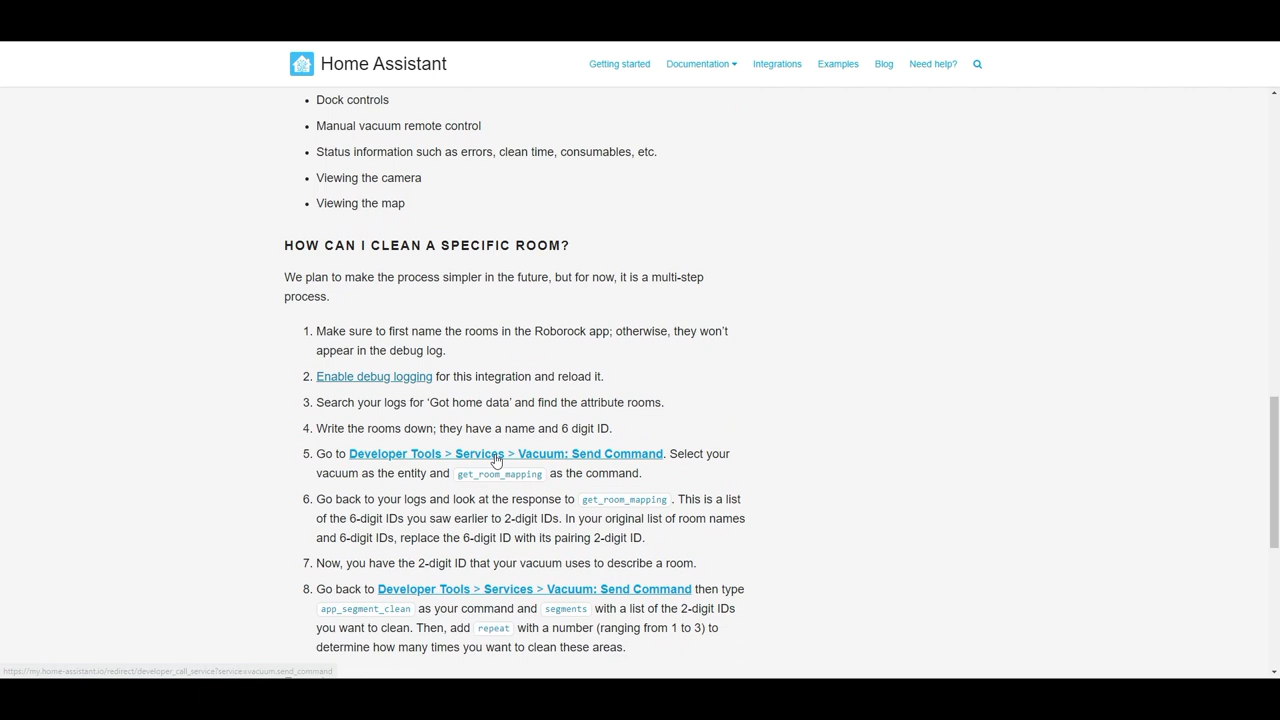 Home Assistant
Getting started
Documentation
Integrations
Examples
Blog
Need help?
Dock controls
Manual vacuum remote control
Status information such as errors, clean time, consumables, etc.
Viewing the camera
Viewing the map
HOW CAN I CLEAN A SPECIFIC ROOM?
We plan to make the process simpler in the future, but for now, it is a multi-step
process.
1. Make sure to first name the rooms in the Roborock app; otherwise, they won’t
appear in the debug log.
2. Enable debug logging for this integration and reload it.
3. Search your logs for ‘Got home data’ and find the attribute rooms.
4. Write the rooms down; they have a name and 6 digit ID.
5. Go to Developer Tools > Services > Vacuum: Send Command. Select your
vacuum as the entity and get_room_mapping as the command.
6. Go back to your logs and look at the response to get_room_mapping . This is a list
of the 6-digit IDs you saw earlier to 2-digit IDs. In your original list of room names
and 6-digit IDs, replace the 6-digit ID with its pairing 2-digit ID.
7. Now, you have the 2-digit ID that your vacuum uses to describe a room.
8. Go back to Developer Tools > Services > Vacuum: Send Command then type
app_segment_clean as your command and segments with a list of the 2-digit IDs
you want to clean. Then, add repeat with a number (ranging from 1 to 3) to
determine how many times you want to clean these areas.
https://my.home-assistant.io/redirect/developer_call_service?service=vacuum.send_command